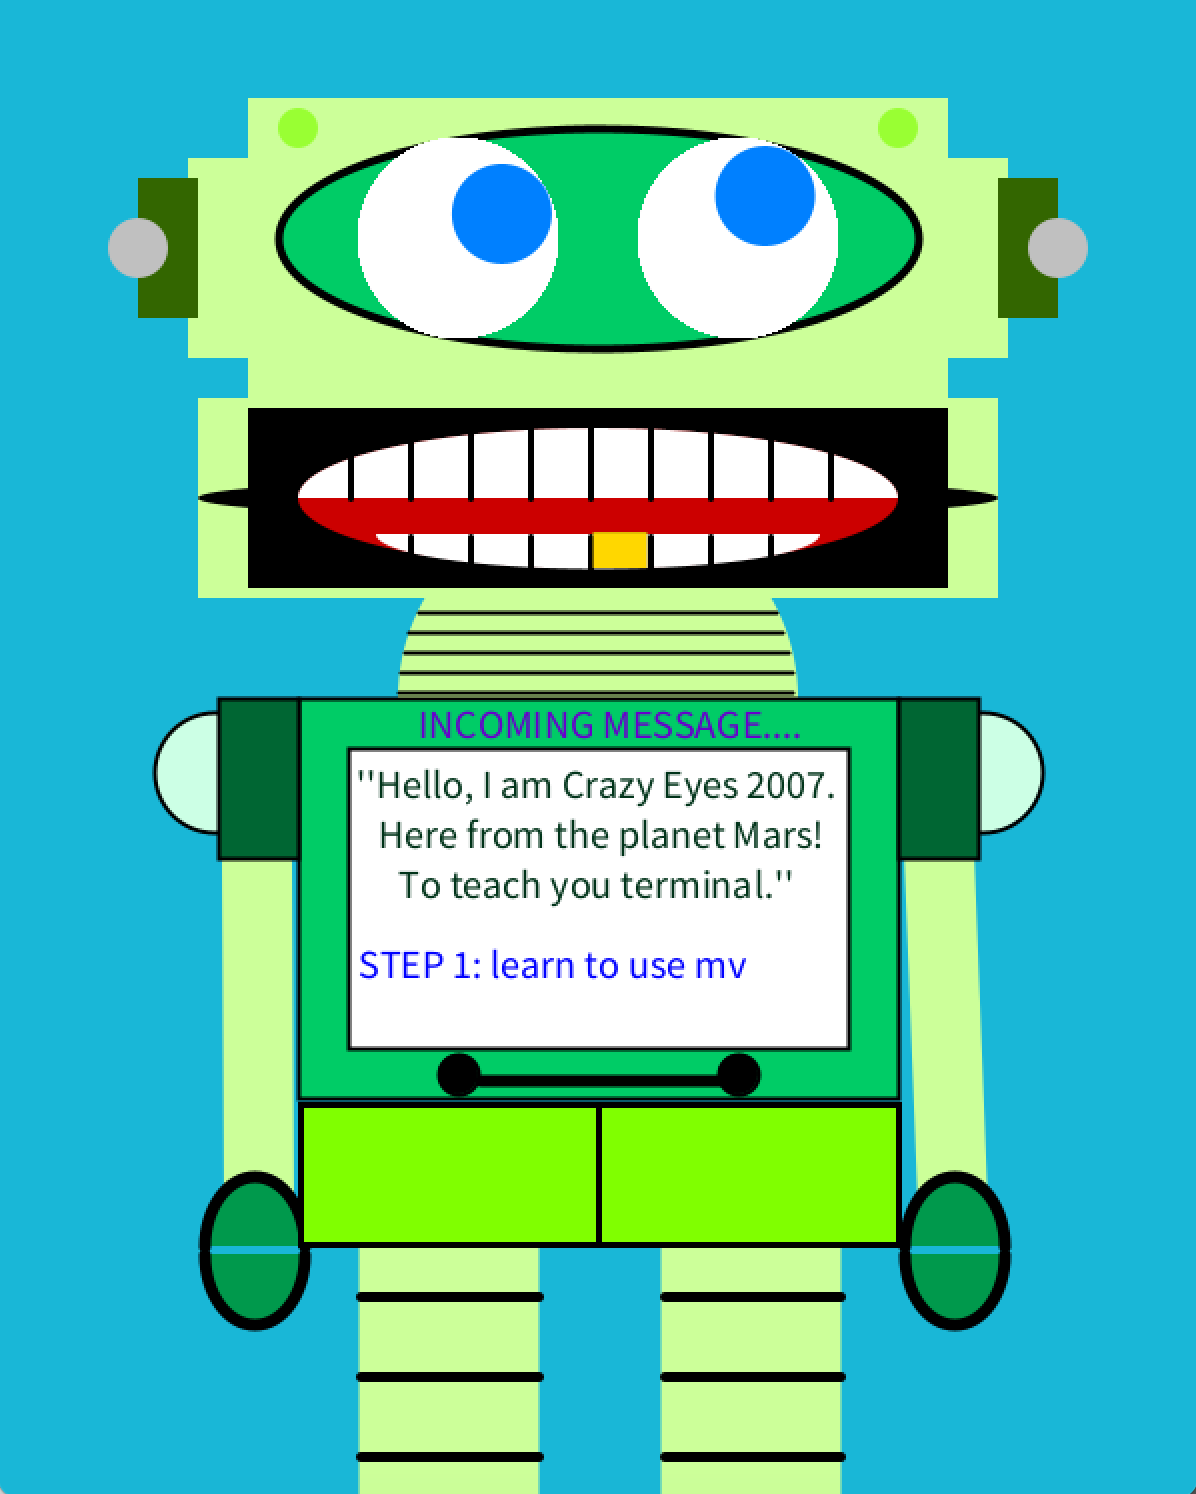 INCOMING MESSAGE....
''Hello, I am Crazy Eyes 2007.
Here from the planet Mars!
To teach you terminal.''
STEP 1: learn to use mv